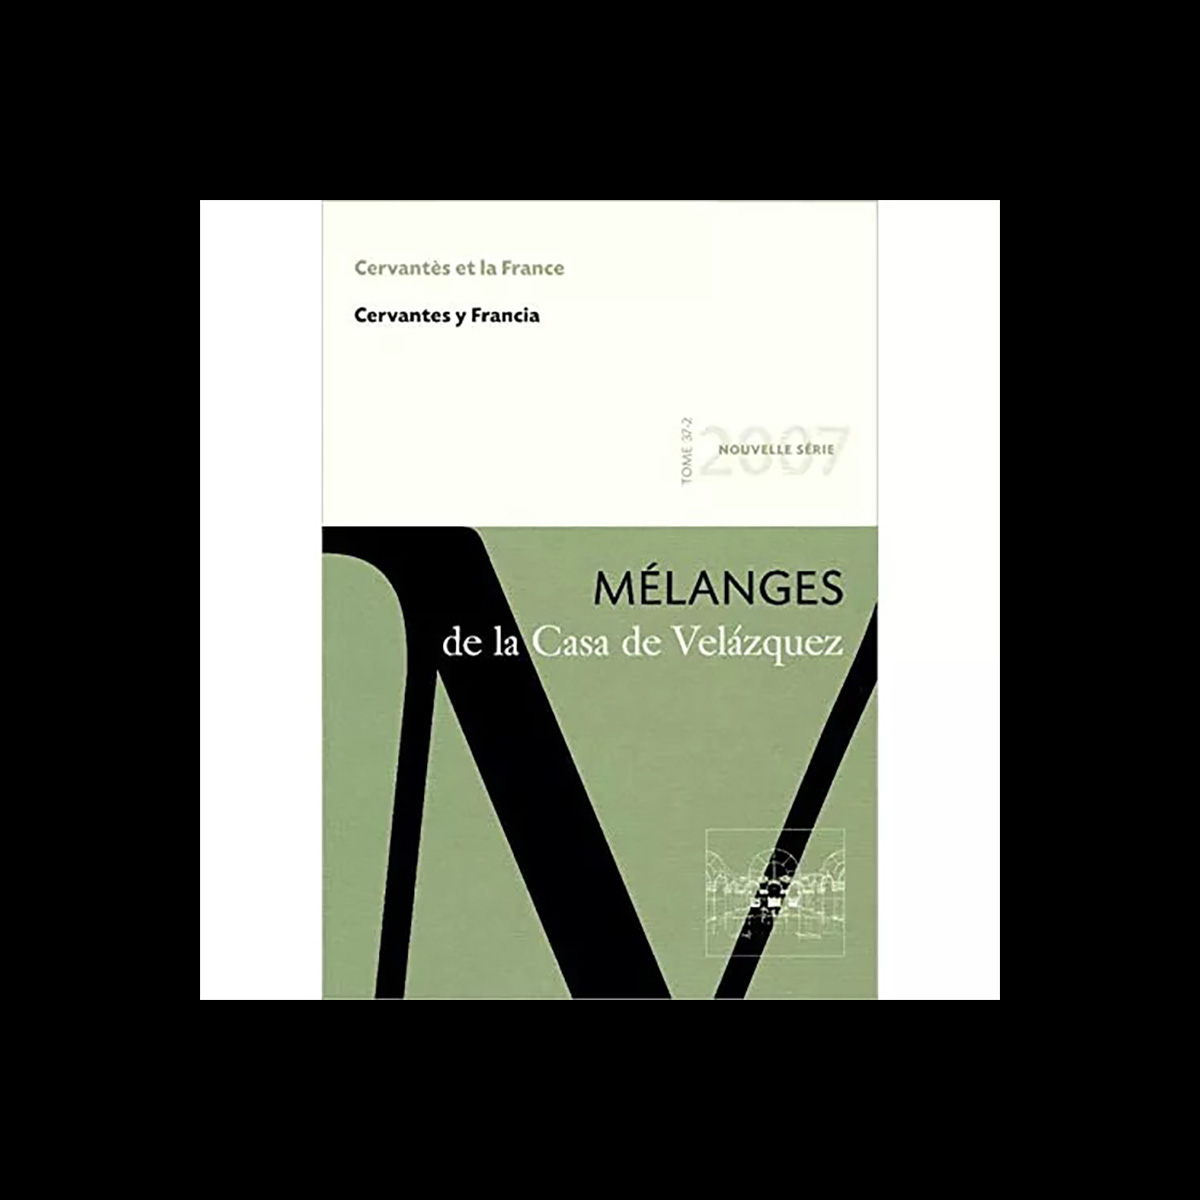 Cervantès et la France
Cervantes y Francia
TOME 37-2
2007
NOUVELLE SÉRIE
MÉLANGES
de la Casa de Velázquez